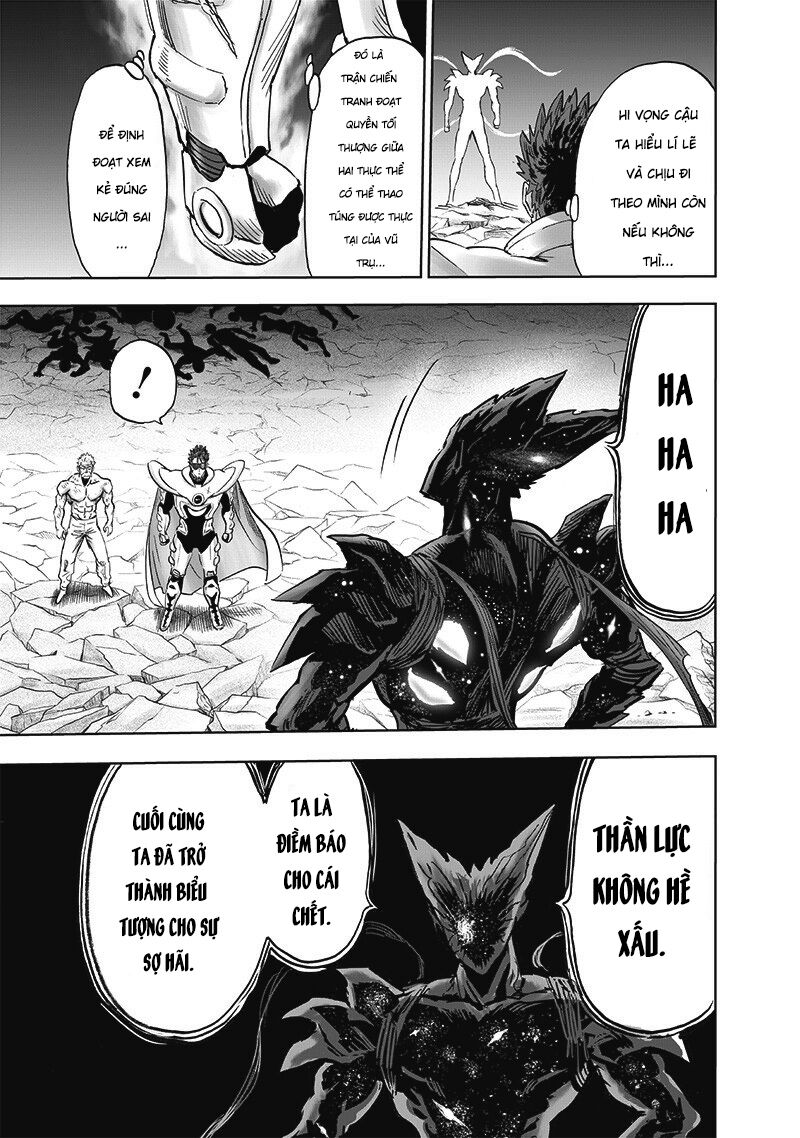 HI VỌNG CẬU
TA HIỂU LÍ LẼ
VÀ CHỊU ĐI
THEO MÌNH CÒN
NẾU KHÔNG
THÌ...
ĐÓ LÀ
TRẬN CHIẾN
TRANH ĐOẠT
QUYỀN TỐI
THƯỢNG GIỮA
HAI THỰC THỂ
CÓ THỂ THAO
TÚNG ĐƯỢC THỰC
TẠI CỦA VŨ
TRỤ...
ĐỂ ĐỊNH
ĐOẠT XEM
KẺ ĐÚNG
NGƯỜI SAI
...
HA
HA
HA
!
THẦN LỰC
KHÔNG HỀ
XẤU.
TA LÀ
ĐIỀM BÁO
CHO CÁI
CHẾT.
CUỐI CÙNG
TA ĐÃ TRỞ
THÀNH BIỂU
TƯỢNG CHO SỰ
SỢ HÃI.